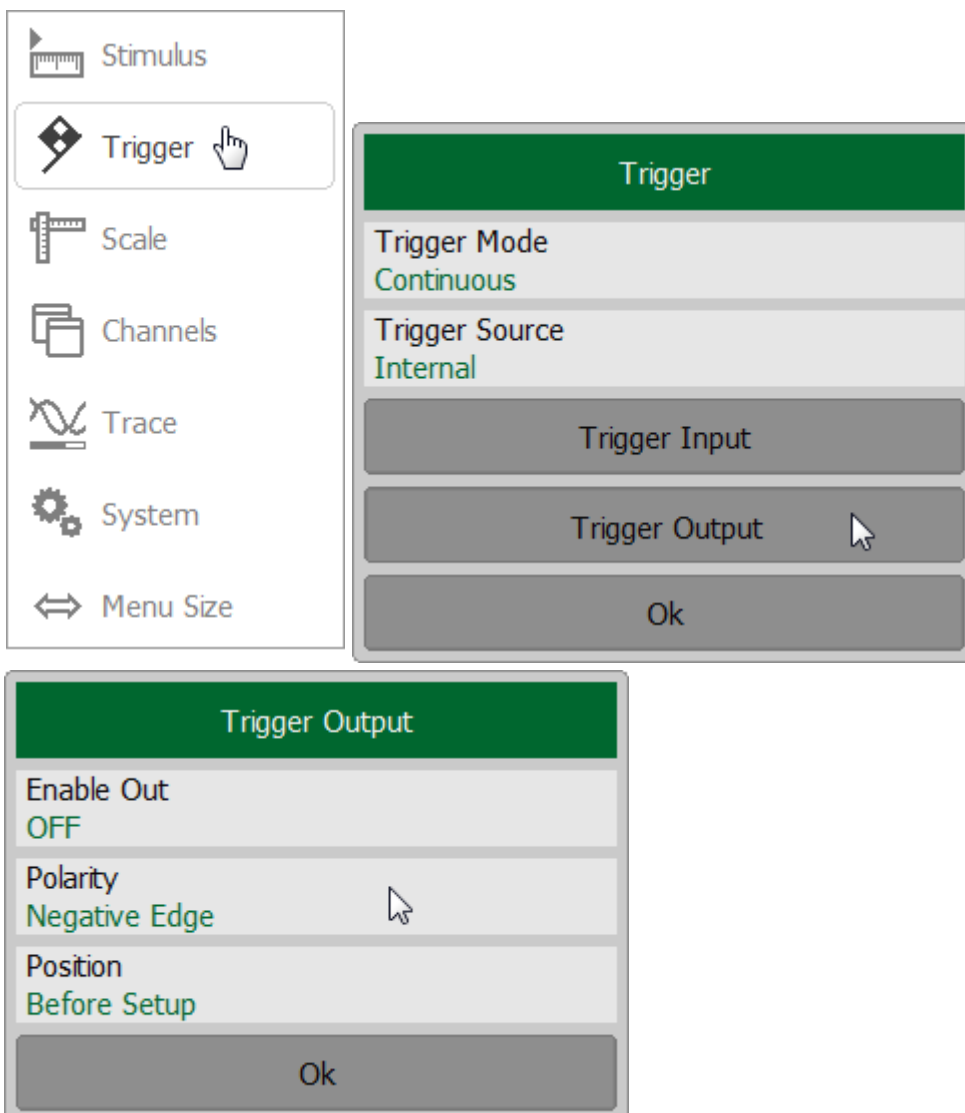 Stimulus
Trigger
Scale
Channels
Trace
System
Menu Size
Trigger
Trigger Mode
Continuous
Trigger Source
Internal
Trigger Input
Trigger Output
Ok
Trigger Output
Enable Out
OFF
Polarity
Negative Edge
Position
Before Setup
Ok